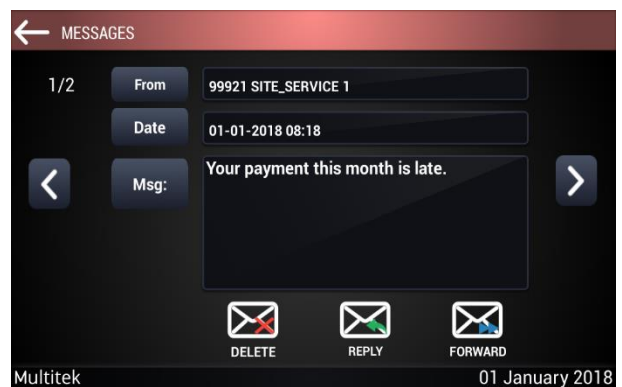 MESSAGES
1/2 From 99921 SITE_SERVICE 1
Date 01-01-2018 08:18
Msg: Your payment this month is late.
DELETE REPLY FORWARD
Multitek 01 January 2018